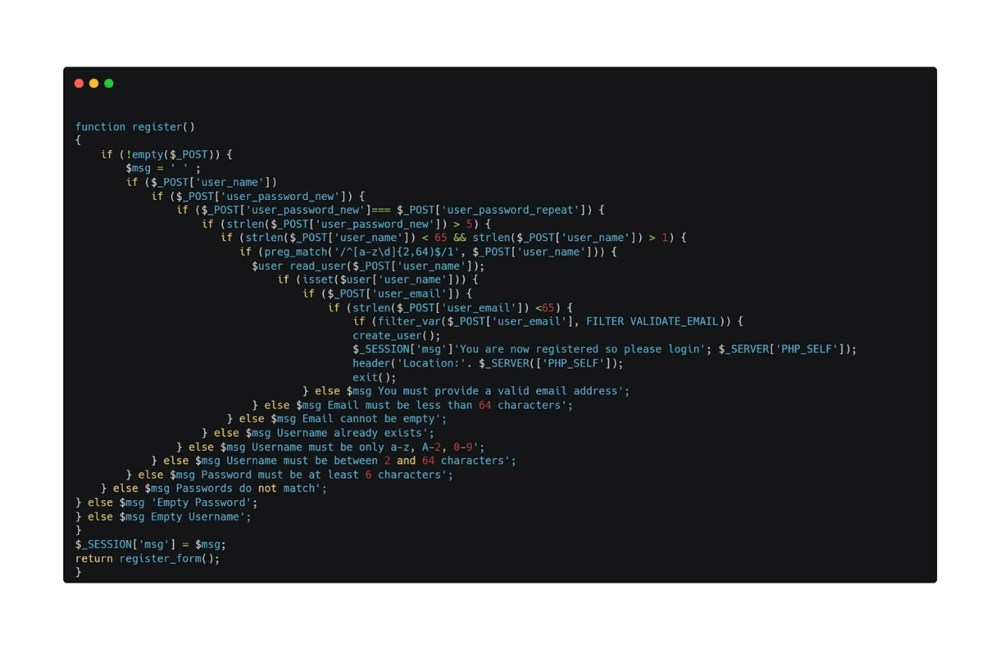 function register()
{
    if (!empty($_POST)) {
        $msg = ' ' ;
        if ($_POST['user_name'])
            if ($_POST['user_password_new']) {
                if ($_POST['user_password_new']=== $_POST['user_password_repeat']) {
                    if (strlen($_POST['user_password_new']) > 5) {
                       if (strlen($_POST['user_name']) < 65 && strlen($_POST['user_name']) > 1) {
                          if (preg_match('/^[a-z\d]{2,64)$/1', $_POST['user_name'])) {
                            $user read_user($_POST['user_name']);
                                if (isset($user['user_name'])) {
                                    if ($_POST['user_email']) {
                                        if (strlen($_POST['user_email']) <65) {
                                            if (filter_var($_POST['user_email'], FILTER VALIDATE_EMAIL)) {
                                            create_user();
                                            $_SESSION['msg']'You are now registered so please login'; $_SERVER['PHP_SELF']);
                                            header('Location:'. $_SERVER(['PHP_SELF']);
                                            exit();
                                    } else $msg You must provide a valid email address';
                            } else $msg Email must be less than 64 characters';
                        } else $msg Email cannot be empty';
                    } else $msg Username already exists';
                } else $msg Username must be only a-z, A-2, 0-9';
            } else $msg Username must be between 2 and 64 characters';
        } else $msg Password must be at least 6 characters';
    } else $msg Passwords do not match';
} else $msg 'Empty Password';
} else $msg Empty Username';
}
$_SESSION['msg'] = $msg;
return register_form();
}